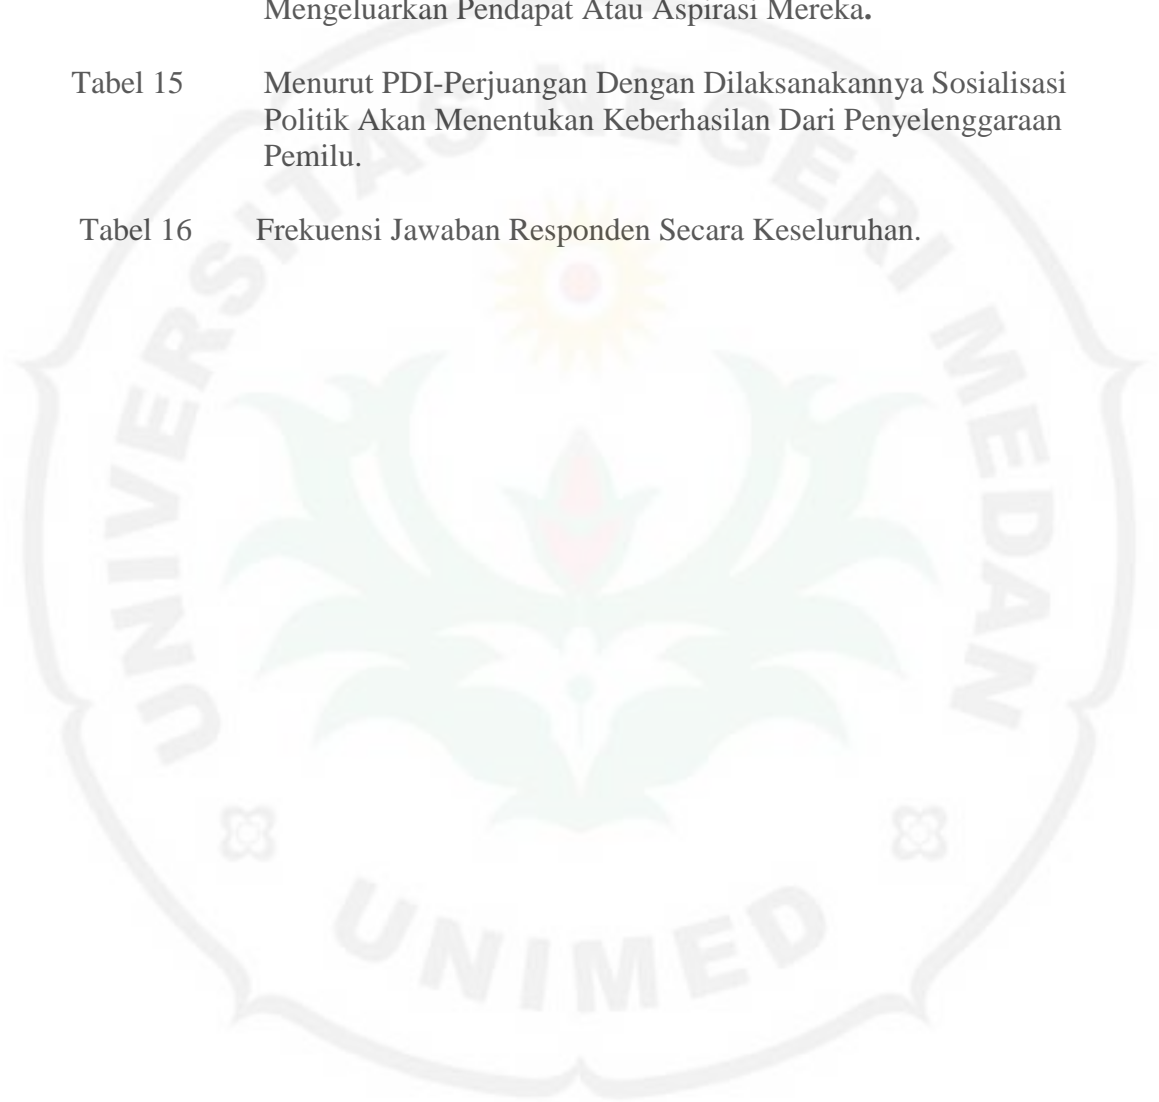 Mengeluarkan Pendapat Atau Aspirasi Mereka.
Tabel 15 Menurut PDI-Perjuangan Dengan Dilaksanakannya Sosialisasi
Politik Akan Menentukan Keberhasilan Dari Penyelenggaraan
Pemilu.
Tabel 16 Frekuensi Jawaban Responden Secara Keseluruhan.
UNIVERSITAS NEGERI MEDAN
UNIMED